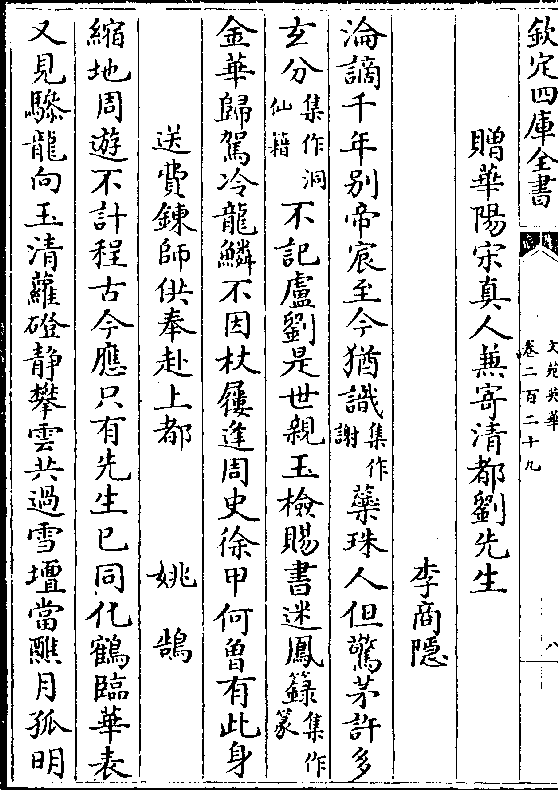 欽定四庫全書
文苑英華
卷二百二十九
八
贈華陽宋真人蕪寄清都劉先生
李商隱
淪謫千年别帝宸至今猶識集作謝蘂珠人但驚茅許多
玄分集作洞仙籍不記盧劉是世親玉檢賜書迷鳳籙集作篆
金華歸駕冷龍鱗不因杖屨逢周史徐甲何曾有此身
送費鍊師供奉赴上都
姚鵠
縮地周遊不計程古今應只有先生已同化鶴臨華表
又見驂龍向玉清蘿磴静攀雲共過雪壇當醮月孤明